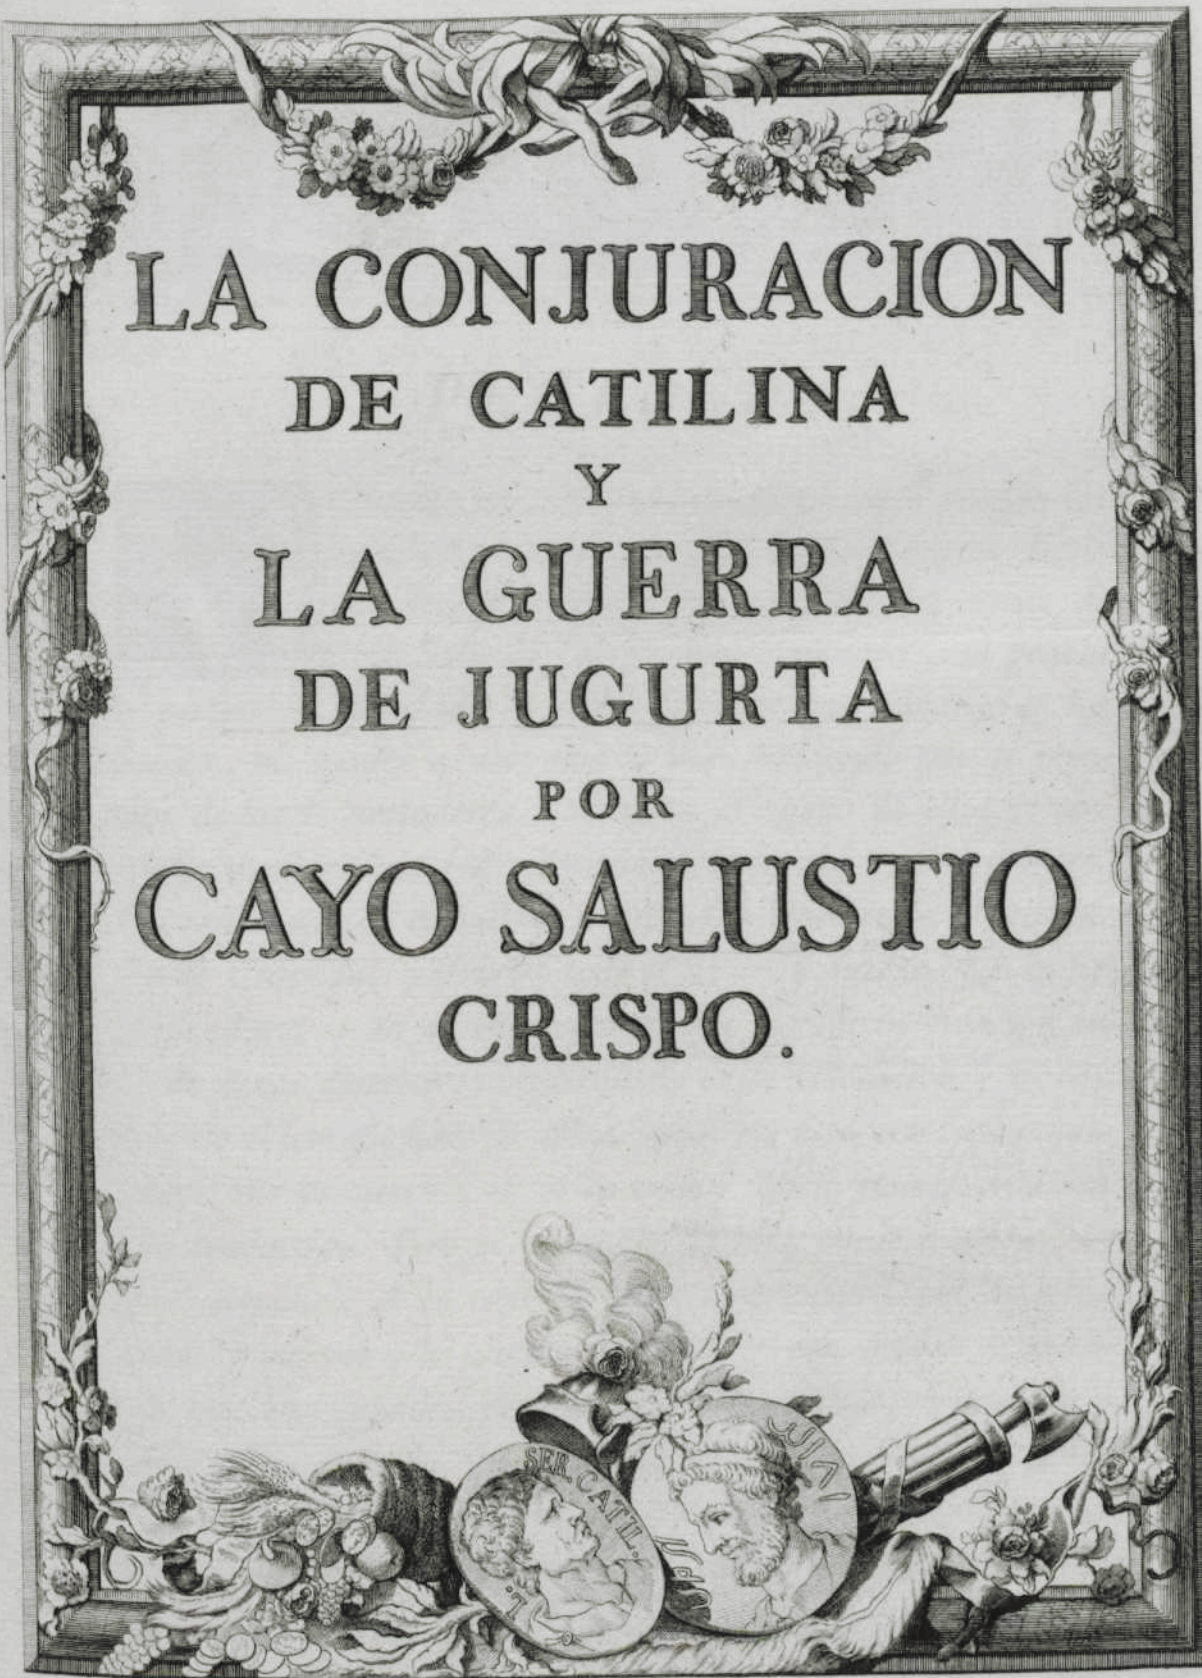 LA CONJURACION
DE CATILINA
Y
LA GUERRA
DE JUGURTA
POR
CAYO SALUSTIO
CRISPO.
L. SER. CATIL.